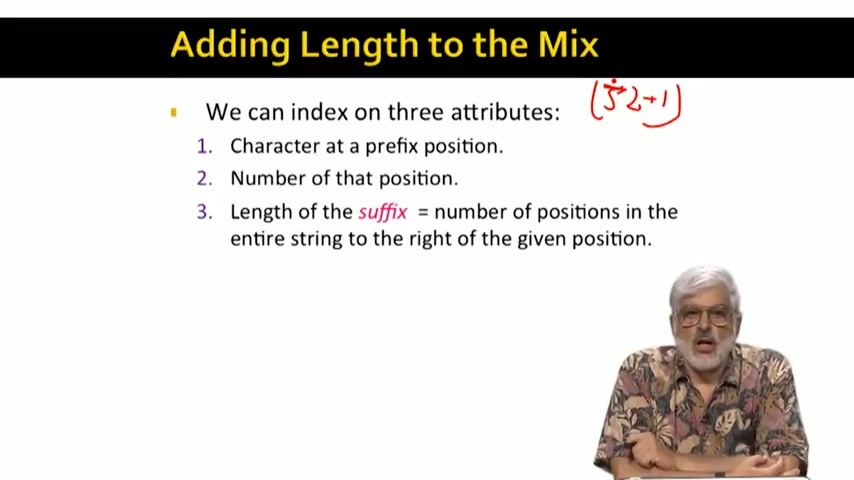 Adding Length to the Mix
We can index on three attributes:
1. Character at a prefix position.
2. Number of that position.
3. Length of the suffix = number of positions in the
entire string to the right of the given position.